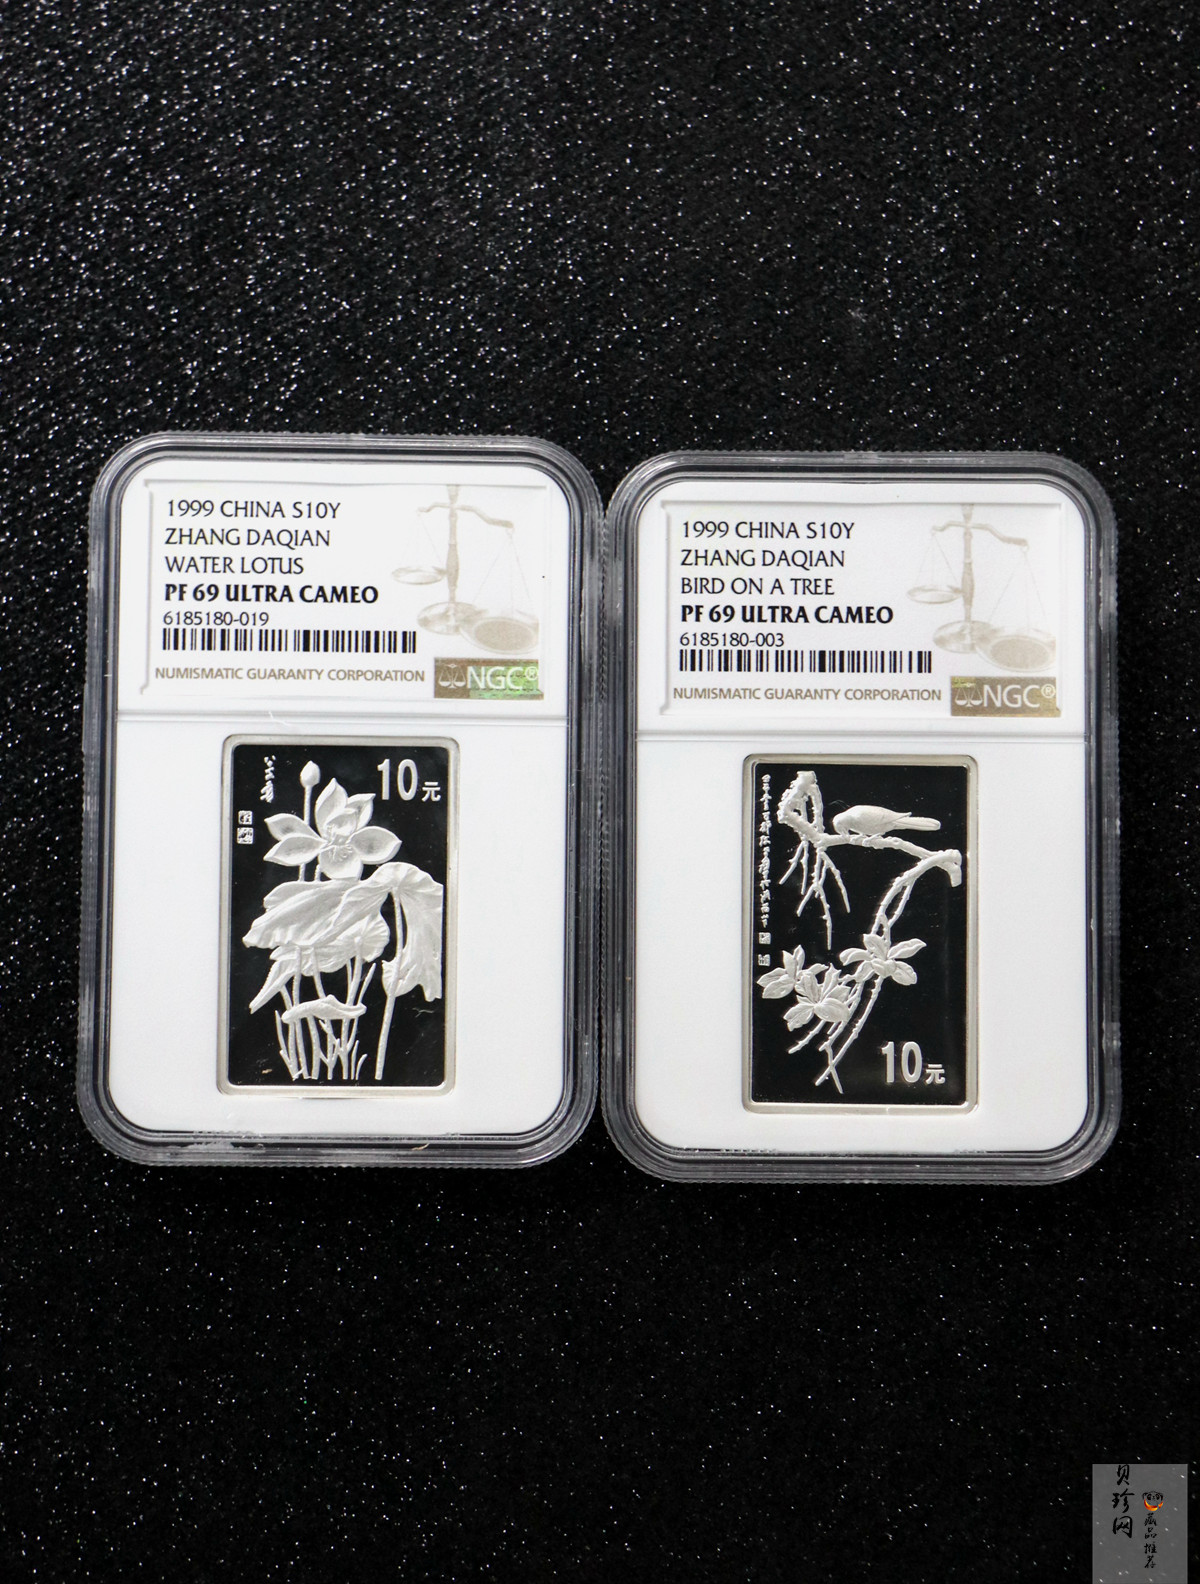 1999 CHINA S10Y
ZHANG DAQIAN
WATER LOTUS
PF 69 ULTRA CAMEO
6185180-019
NUMISMATIC GUARANTY CORPORATION
NGC®
10元
1999 CHINA S10Y
ZHANG DAQIAN
BIRD ON A TREE
PF 69 ULTRA CAMEO
6185180-003
NUMISMATIC GUARANTY CORPORATION
NGC®
10元
贝珍网
藏品推荐